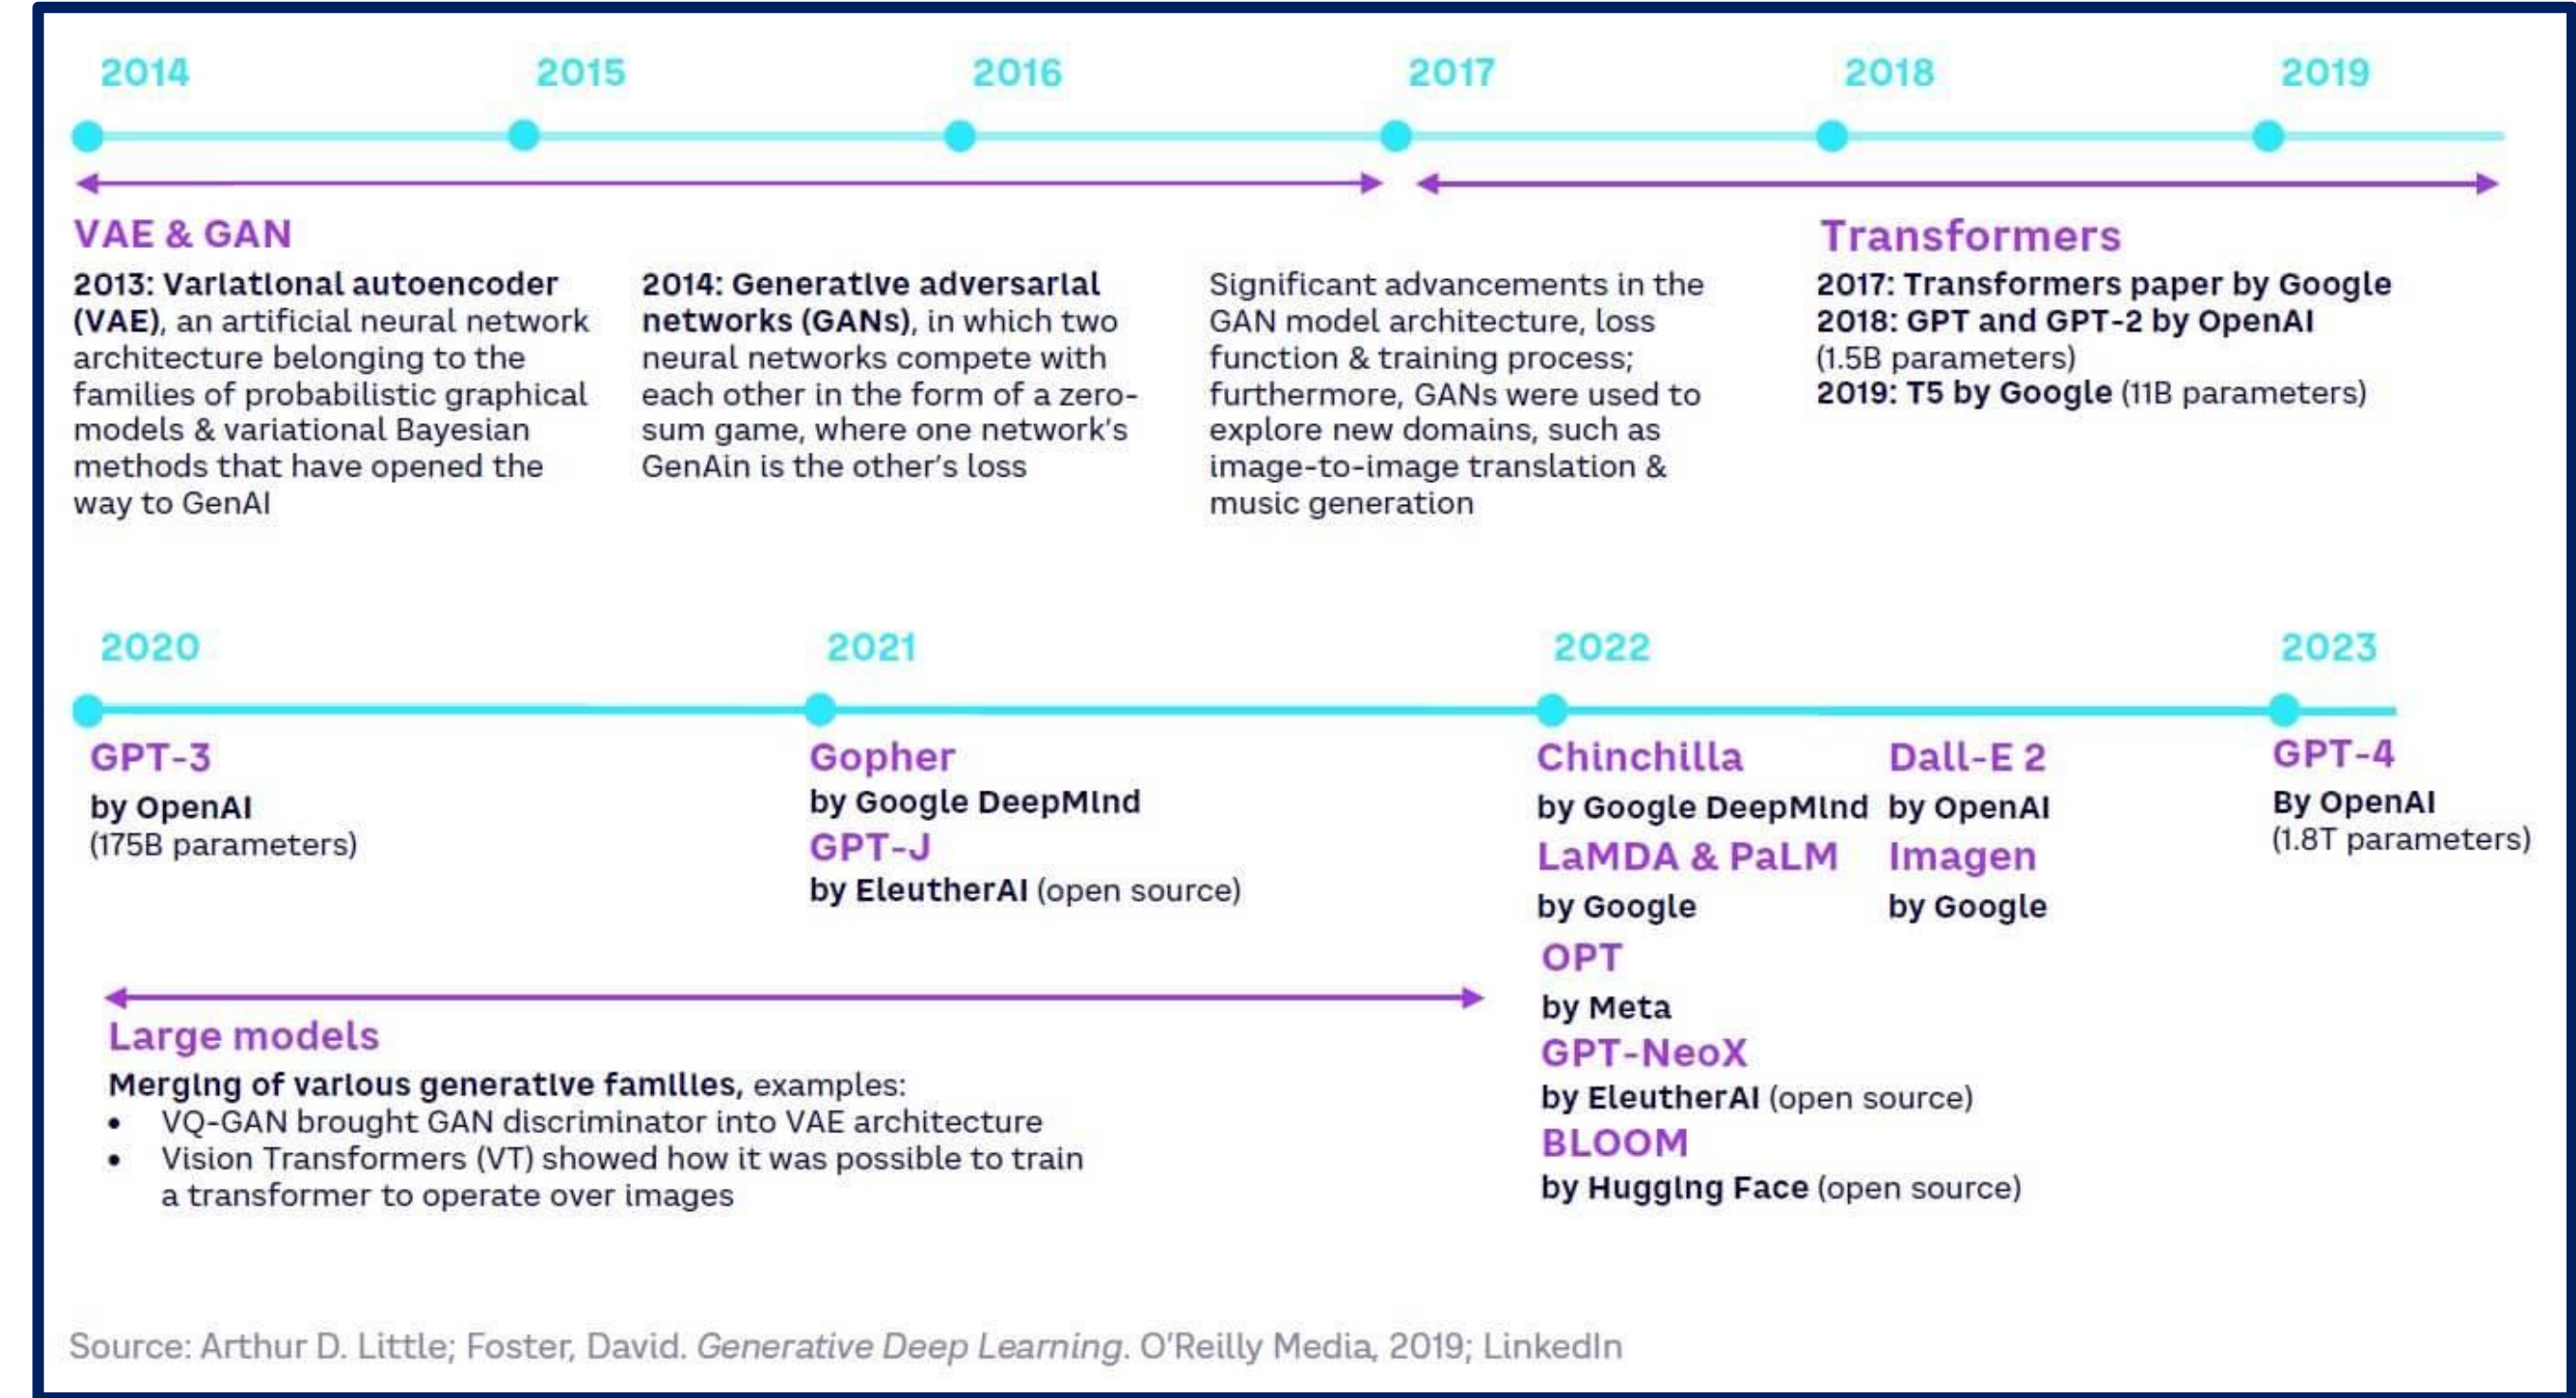 2014 2015 2016 2017 2018 2019
VAE & GAN
2013: Variational autoencoder
(VAE), an artificial neural network
architecture belonging to the
families of probabilistic graphical
models & variational Bayesian
methods that have opened the
way to GenAI
2014: Generative adversarial
networks (GANs), in which two
neural networks compete with
each other in the form of a zero-
sum game, where one network's
GenAin is the other's loss
Significant advancements in the
GAN model architecture, loss
function & training process;
furthermore, GANs were used to
explore new domains, such as
image-to-image translation &
music generation
Transformers
2017: Transformers paper by Google
2018: GPT and GPT-2 by OpenAI
(1.5B parameters)
2019: T5 by Google (11B parameters)
2020 2021 2022 2023
GPT-3
by OpenAI
(175B parameters)
Gopher
by Google DeepMind
GPT-J
by EleutherAI (open source)
Large models
Merging of various generative families, examples:
• VQ-GAN brought GAN discriminator into VAE architecture
• Vision Transformers (VT) showed how it was possible to train
a transformer to operate over images
Chinchilla
by Google DeepMind
LaMDA & PaLM
by Google
OPT
by Meta
GPT-NeoX
by EleutherAI (open source)
BLOOM
by Hugging Face (open source)
Dall-E 2
by OpenAI
Imagen
by Google
GPT-4
By OpenAI
(1.8T parameters)
Source: Arthur D. Little; Foster, David. Generative Deep Learning. O'Reilly Media, 2019; LinkedIn